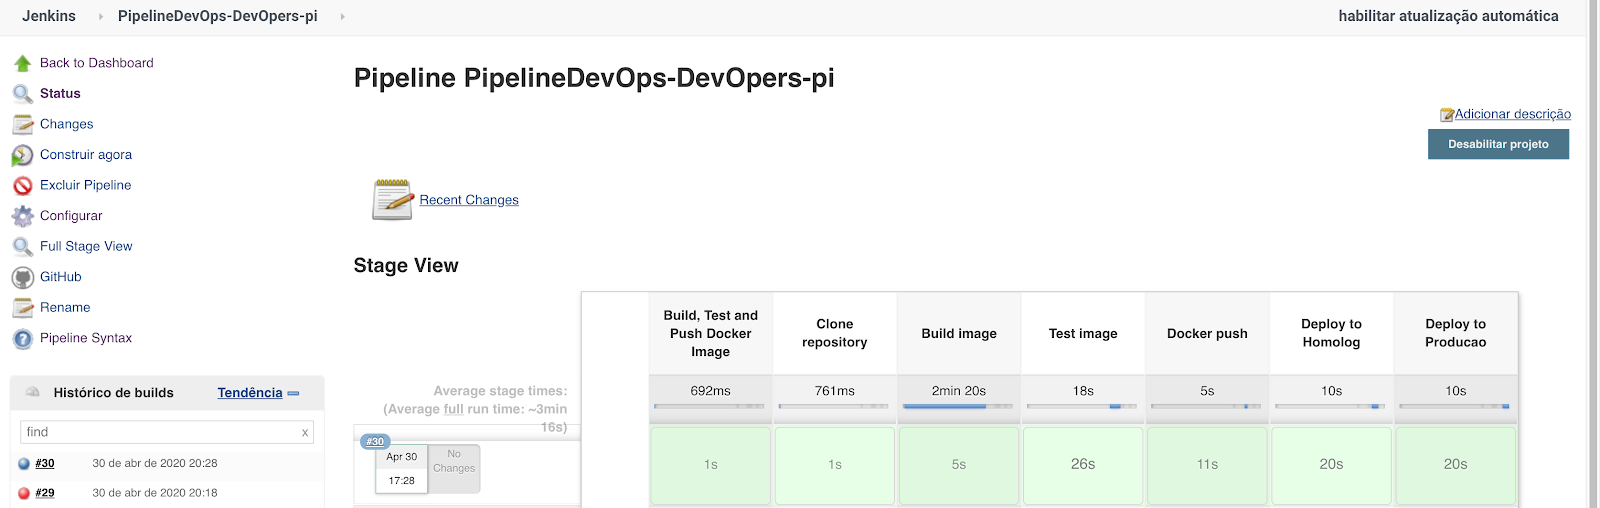 Jenkins
PipelineDevOps-DevOpers-pi
habilitar atualização automática
Back to Dashboard
Status
Changes
Construir agora
Excluir Pipeline
Configurar
Full Stage View
GitHub
Rename
Pipeline Syntax
Histórico de builds
Tendência
find
x
#30
30 de abr de 2020 20:28
#29
30 de abr de 2020 20:18
Pipeline PipelineDevOps-DevOpers-pi
Adicionar descrição
Desabilitar projeto
Recent Changes
Stage View
Build, Test and
Push Docker
Image
Clone
repository
Build image
Test image
Docker push
Deploy to
Homolog
Deploy to
Producao
Average stage times:
(Average full run time: ~3min
16s)
692ms
761ms
2min 20s
18s
5s
10s
10s
#30
Apr 30
17:28
No
Changes
1s
1s
5s
26s
11s
20s
20s